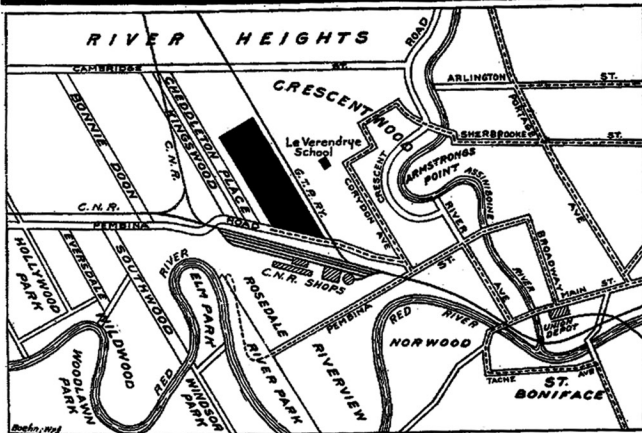 RIVER HEIGHTS
CAMBRIDGE ST.
ROAD
ARLINGTON ST.
PORTAGE AVE
SHERBROOKE ST.
CRESCENTWOOD
BONNIE DOON
KINGSWOOD
CHEDDLETON PLACE
C.N.R.
Le Verendrye
School
G.T.P. RY.
CORYDON AVE
CRESCENT
ARMSTRONGS
POINT
ASSINIBOINE RIVER
RIVER AVE
BROADWAY
C.N.R.
PEMBINA ROAD
C.N.R. SHOPS
PEMBINA ST.
MAIN ST.
UNION
DEPOT
HOLLYWOOD
PARK
EVERSDALE
SOUTHWOOD
WILDWOOD
WOODLAWN
PARK
RED RIVER
ELM PARK
WINDSOR
PARK
ROSEDALE
RIVER PARK
RIVERVIEW
RED RIVER
NORWOOD
TACHE AVE
ST.
BONIFACE